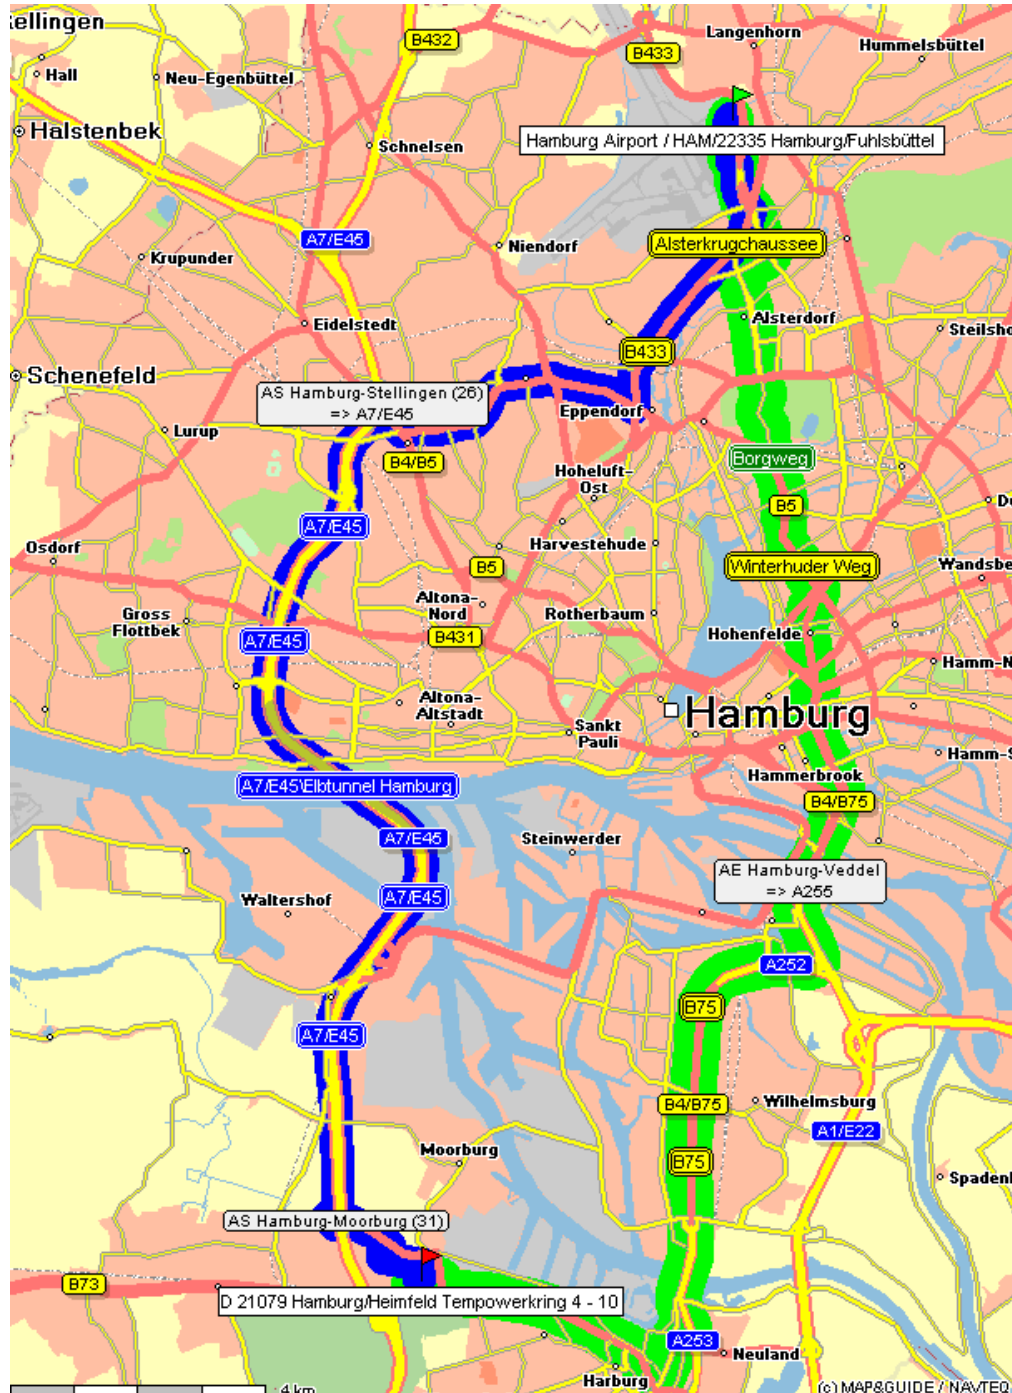 ellingen
B432
B433
Langenhorn
Hummelsbüttel
Hall
Neu-Egenbüttel
Halstenbek
Schnelsen
Hamburg Airport / HAM/22335 Hamburg/Fuhlsbüttel
A7/E45
Alsterkrugchaussee
Niendorf
Krupunder
Eidelstedt
Alsterdorf
Steilsho
B433
Schenefeld
AS Hamburg-Stellingen (26)
=> A7/E45
Eppendorf
Lurup
B4/B5
Borgweg
Hoheluft-
Ost
B5
A7/E45
Osdorf
Harvestehude
B5
Winterhuder Weg
Wandsbe
Altona-
Nord
Gross
Flottbek
Rotherbaum
A7/E45
B431
Hohenfelde
Hamm-N
Altona-
Altstadt
Sankt
Pauli
Hamburg
Hamm-S
A7/E45\Elbtunnel Hamburg
Hammerbrook
B4/B75
A7/E45
Steinwerder
AE Hamburg-Veddel
=> A255
A7/E45
Waltershof
A252
B75
A7/E45
B4/B75
Wilhelmsburg
A1/E22
Moorburg
B75
Spadenl
AS Hamburg-Moorburg (31)
B73
D 21079 Hamburg/Heimfeld Tempowerkring 4 - 10
A253
Neuland
Harburg
4 km
(c) MAP&GUIDE / NAVTEQ